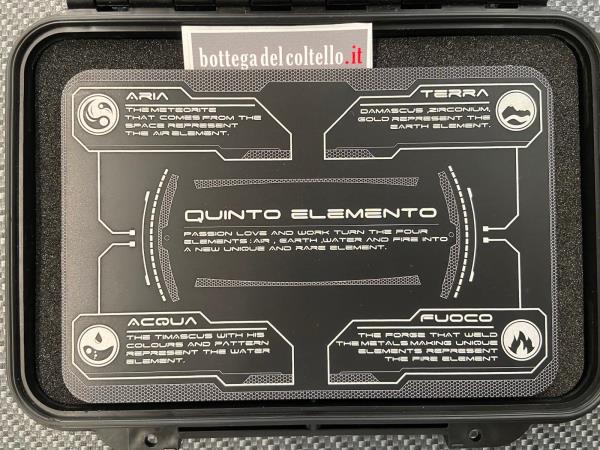 bottega del coltello.it
ARIA
THE METEORITE
THAT COMES FROM THE
SPACE REPRESENT
THE AIR ELEMENT.
TERRA
DAMASCUS ,ZIRCONIUM,
GOLD REPRESENT THE
EARTH ELEMENT.
QUINTO ELEMENTO
PASSION LOVE AND WORK TURN THE FOUR
ELEMENTS : AIR , EARTH ,WATER AND FIRE INTO
A NEW UNIQUE AND RARE ELEMENT.
ACQUA
THE TIMASCUS WITH HIS
COLOURS AND PATTERN
REPRESENT THE WATER
ELEMENT.
FUOCO
THE FORGE THAT WELD
THE METALS MAKING UNIQUE
ELEMENTS REPRESENT
THE FIRE ELEMENT